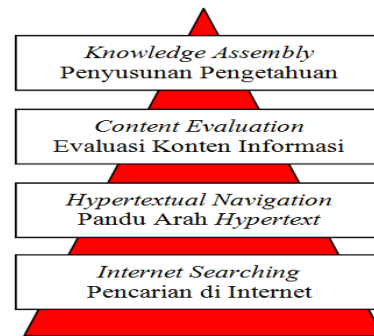 Knowledge Assembly
Penyusunan Pengetahuan
Content Evaluation
Evaluasi Konten Informasi
Hypertextual Navigation
Pandu Arah Hypertext
Internet Searching
Pencarian di Internet